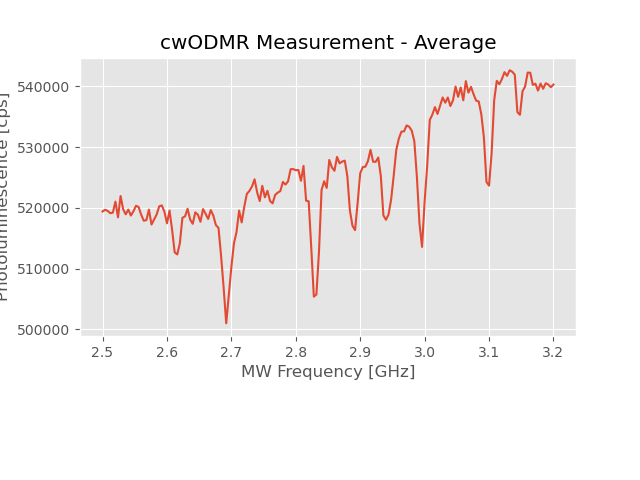 cwODMR Measurement - Average
Photoluminescence [cps]
540000
530000
520000
510000
500000
2.5 2.6 2.7 2.8 2.9 3.0 3.1 3.2
MW Frequency [GHz]